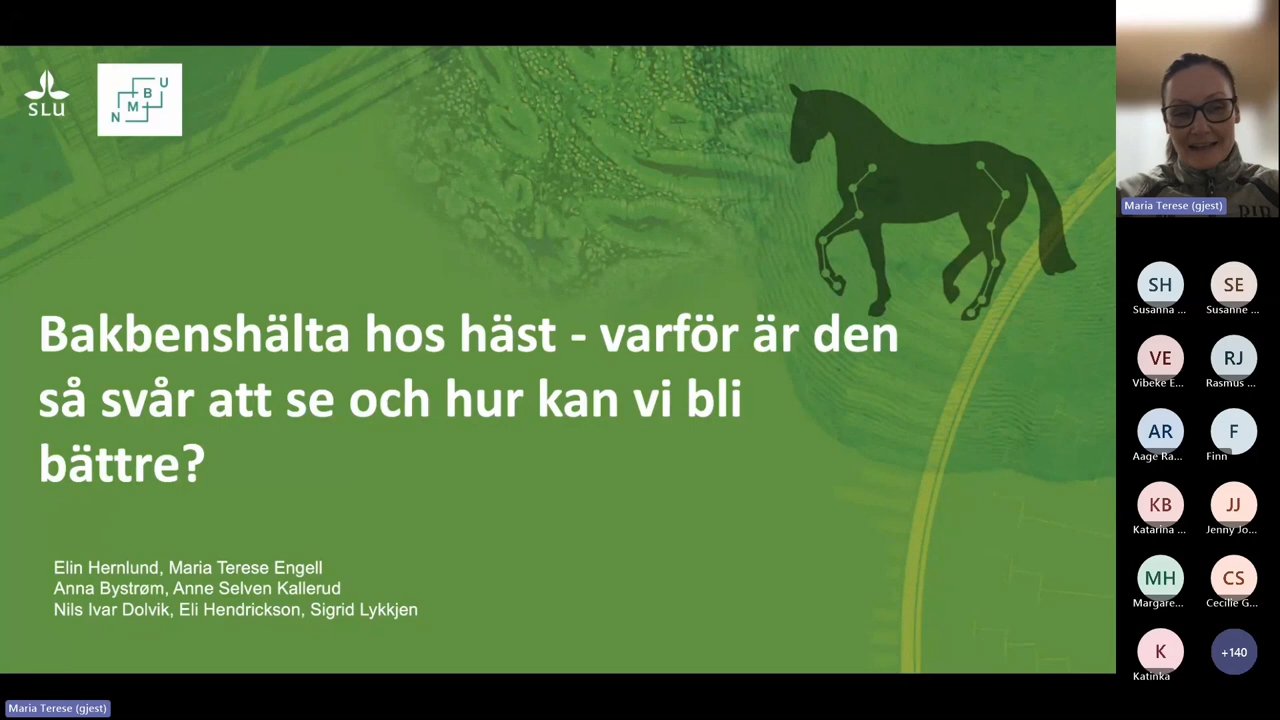 SLU
N M B U
Bakbenshälta hos häst - varför är den
så svår att se och hur kan vi bli
bättre?
Elin Hernlund, Maria Terese Engell
Anna Bystrøm, Anne Selven Kallerud
Nils Ivar Dolvik, Eli Hendrickson, Sigrid Lykkjen
Maria Terese (gjest)
SH
SE
Susanna ...
Susanne ...
VE
RJ
Vibeke E...
Rasmus ...
AR
F
Aage Ra...
Finn
KB
JJ
Katarina ...
Jenny Jo...
MH
CS
Margare...
Cecilie G...
K
+140
Katinka
Maria Terese (gjest)